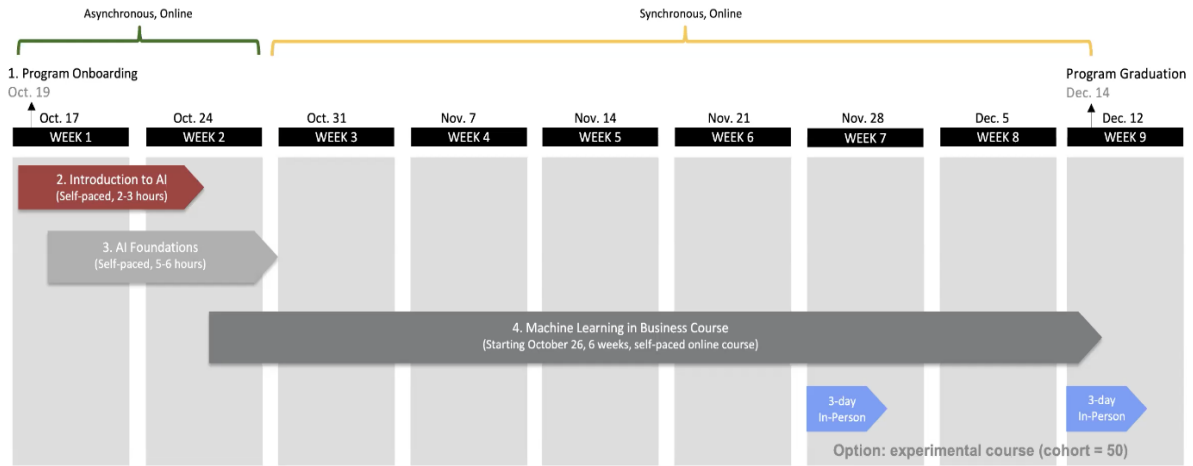 Asynchronous, Online
Synchronous, Online
1. Program Onboarding
Oct. 19
Program Graduation
Dec. 14
Oct. 17
Oct. 24
Oct. 31
Nov. 7
Nov. 14
Nov. 21
Nov. 28
Dec. 5
Dec. 12
WEEK 1
WEEK 2
WEEK 3
WEEK 4
WEEK 5
WEEK 6
WEEK 7
WEEK 8
WEEK 9
2. Introduction to AI
(Self-paced, 2-3 hours)
3. AI Foundations
(Self-paced, 5-6 hours)
4. Machine Learning in Business Course
(Starting October 26, 6 weeks, self-paced online course)
3-day
In-Person
3-day
In-Person
Option: experimental course (cohort = 50)